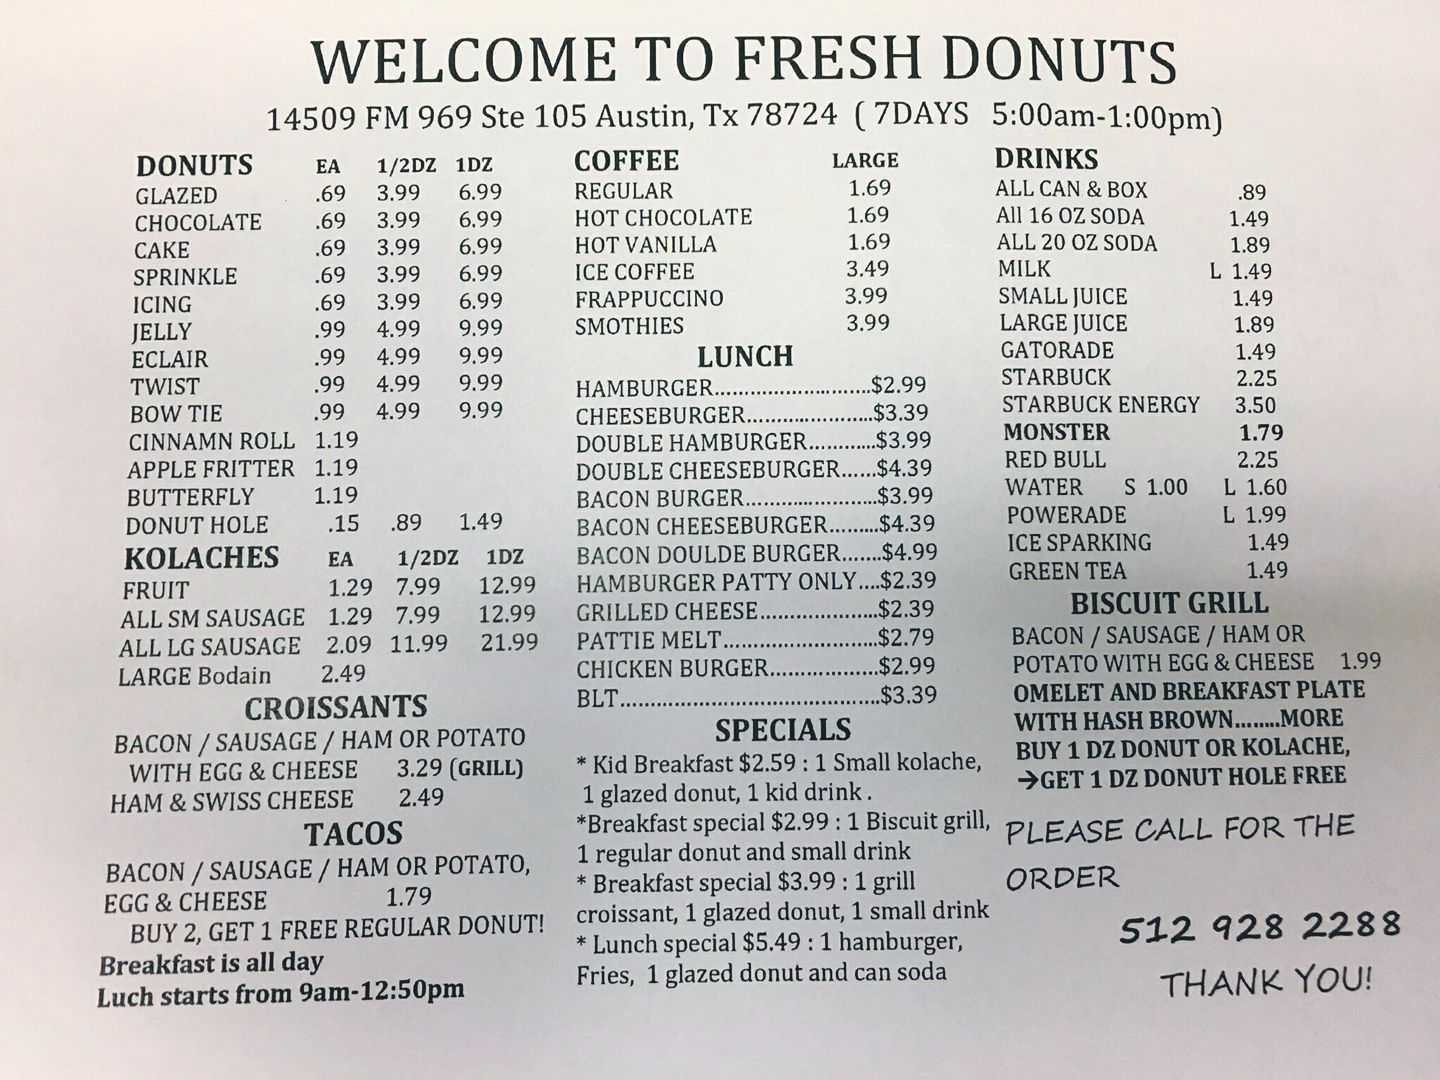 WELCOME TO FRESH DONUTS
14509 FM 969 Ste 105 Austin, Tx 78724 ( 7DAYS 5:00am-1:00pm)
DONUTS EA 1/2DZ 1DZ
GLAZED .69 3.99 6.99
CHOCOLATE .69 3.99 6.99
CAKE .69 3.99 6.99
SPRINKLE .69 3.99 6.99
ICING .69 3.99 6.99
JELLY .99 4.99 9.99
ECLAIR .99 4.99 9.99
TWIST .99 4.99 9.99
BOW TIE .99 4.99 9.99
CINNAMN ROLL 1.19
APPLE FRITTER 1.19
BUTTERFLY 1.19
DONUT HOLE .15 .89 1.49
KOLACHES EA 1/2DZ 1DZ
FRUIT 1.29 7.99 12.99
ALL SM SAUSAGE 1.29 7.99 12.99
ALL LG SAUSAGE 2.09 11.99 21.99
LARGE Bodain 2.49
CROISSANTS
BACON / SAUSAGE / HAM OR POTATO
WITH EGG & CHEESE 3.29 (GRILL)
HAM & SWISS CHEESE 2.49
TACOS
BACON / SAUSAGE / HAM OR POTATO,
EGG & CHEESE 1.79
BUY 2, GET 1 FREE REGULAR DONUT!
Breakfast is all day
Luch starts from 9am-12:50pm
COFFEE LARGE
REGULAR 1.69
HOT CHOCOLATE 1.69
HOT VANILLA 1.69
ICE COFFEE 3.49
FRAPPUCCINO 3.99
SMOTHIES 3.99
LUNCH
HAMBURGER...........................$2.99
CHEESEBURGER......................$3.39
DOUBLE HAMBURGER............$3.99
DOUBLE CHEESEBURGER......$4.39
BACON BURGER.......................$3.99
BACON CHEESEBURGER.........$4.39
BACON DOULDE BURGER.......$4.99
HAMBURGER PATTY ONLY....$2.39
GRILLED CHEESE....................$2.39
PATTIE MELT...........................$2.79
CHICKEN BURGER...................$2.99
BLT............................................$3.39
SPECIALS
* Kid Breakfast $2.59 : 1 Small kolache,
1 glazed donut, 1 kid drink .
*Breakfast special $2.99 : 1 Biscuit grill,
1 regular donut and small drink
* Breakfast special $3.99 : 1 grill
croissant, 1 glazed donut, 1 small drink
* Lunch special $5.49 : 1 hamburger,
Fries, 1 glazed donut and can soda
DRINKS
ALL CAN & BOX .89
All 16 OZ SODA 1.49
ALL 20 OZ SODA 1.89
MILK L 1.49
SMALL JUICE 1.49
LARGE JUICE 1.89
GATORADE 1.49
STARBUCK 2.25
STARBUCK ENERGY 3.50
MONSTER 1.79
RED BULL 2.25
WATER S 1.00 L 1.60
POWERADE L 1.99
ICE SPARKING 1.49
GREEN TEA 1.49
BISCUIT GRILL
BACON / SAUSAGE / HAM OR
POTATO WITH EGG & CHEESE 1.99
OMELET AND BREAKFAST PLATE
WITH HASH BROWN........MORE
BUY 1 DZ DONUT OR KOLACHE,
→GET 1 DZ DONUT HOLE FREE
PLEASE CALL FOR THE
ORDER
512 928 2288
THANK YOU!